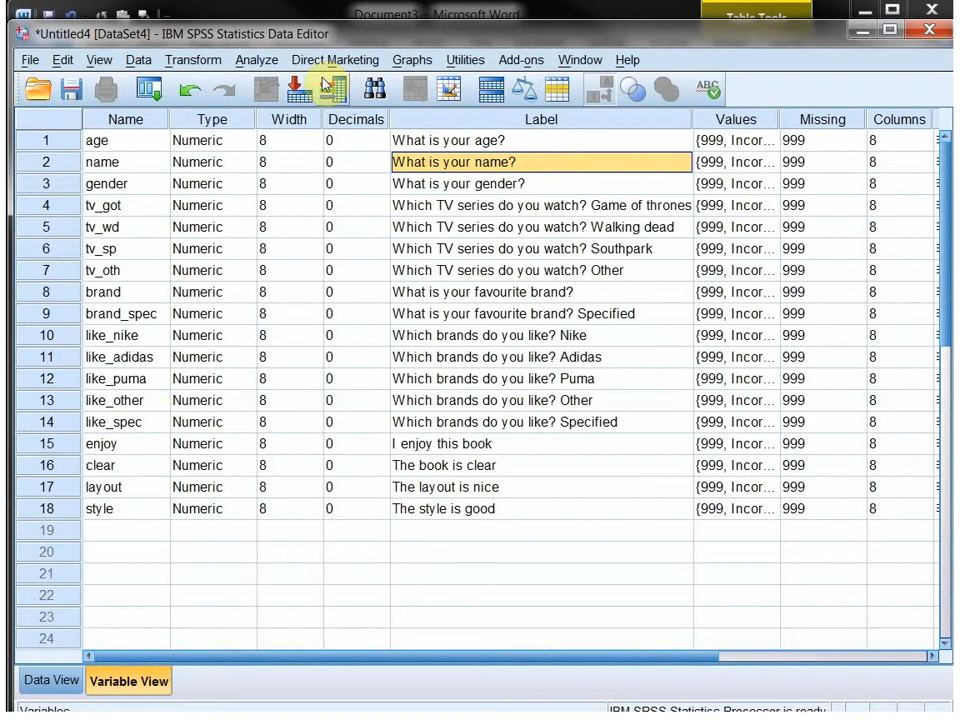 Document3 - Microsoft Word
Table Tools
*Untitled4 [DataSet4] - IBM SPSS Statistics Data Editor
File Edit View Data Transform Analyze Direct Marketing Graphs Utilities Add-ons Window Help
Name Type Width Decimals Label Values Missing Columns
1 age Numeric 8 0 What is your age? {999, Incor... 999 8
2 name Numeric 8 0 What is your name? {999, Incor... 999 8
3 gender Numeric 8 0 What is your gender? {999, Incor... 999 8
4 tv_got Numeric 8 0 Which TV series do you watch? Game of thrones {999, Incor... 999 8
5 tv_wd Numeric 8 0 Which TV series do you watch? Walking dead {999, Incor... 999 8
6 tv_sp Numeric 8 0 Which TV series do you watch? Southpark {999, Incor... 999 8
7 tv_oth Numeric 8 0 Which TV series do you watch? Other {999, Incor... 999 8
8 brand Numeric 8 0 What is your favourite brand? {999, Incor... 999 8
9 brand_spec Numeric 8 0 What is your favourite brand? Specified {999, Incor... 999 8
10 like_nike Numeric 8 0 Which brands do you like? Nike {999, Incor... 999 8
11 like_adidas Numeric 8 0 Which brands do you like? Adidas {999, Incor... 999 8
12 like_puma Numeric 8 0 Which brands do you like? Puma {999, Incor... 999 8
13 like_other Numeric 8 0 Which brands do you like? Other {999, Incor... 999 8
14 like_spec Numeric 8 0 Which brands do you like? Specified {999, Incor... 999 8
15 enjoy Numeric 8 0 I enjoy this book {999, Incor... 999 8
16 clear Numeric 8 0 The book is clear {999, Incor... 999 8
17 layout Numeric 8 0 The layout is nice {999, Incor... 999 8
18 style Numeric 8 0 The style is good {999, Incor... 999 8
19
20
21
22
23
24
Data View Variable View
Variables IBM SPSS Statistics Processor is ready